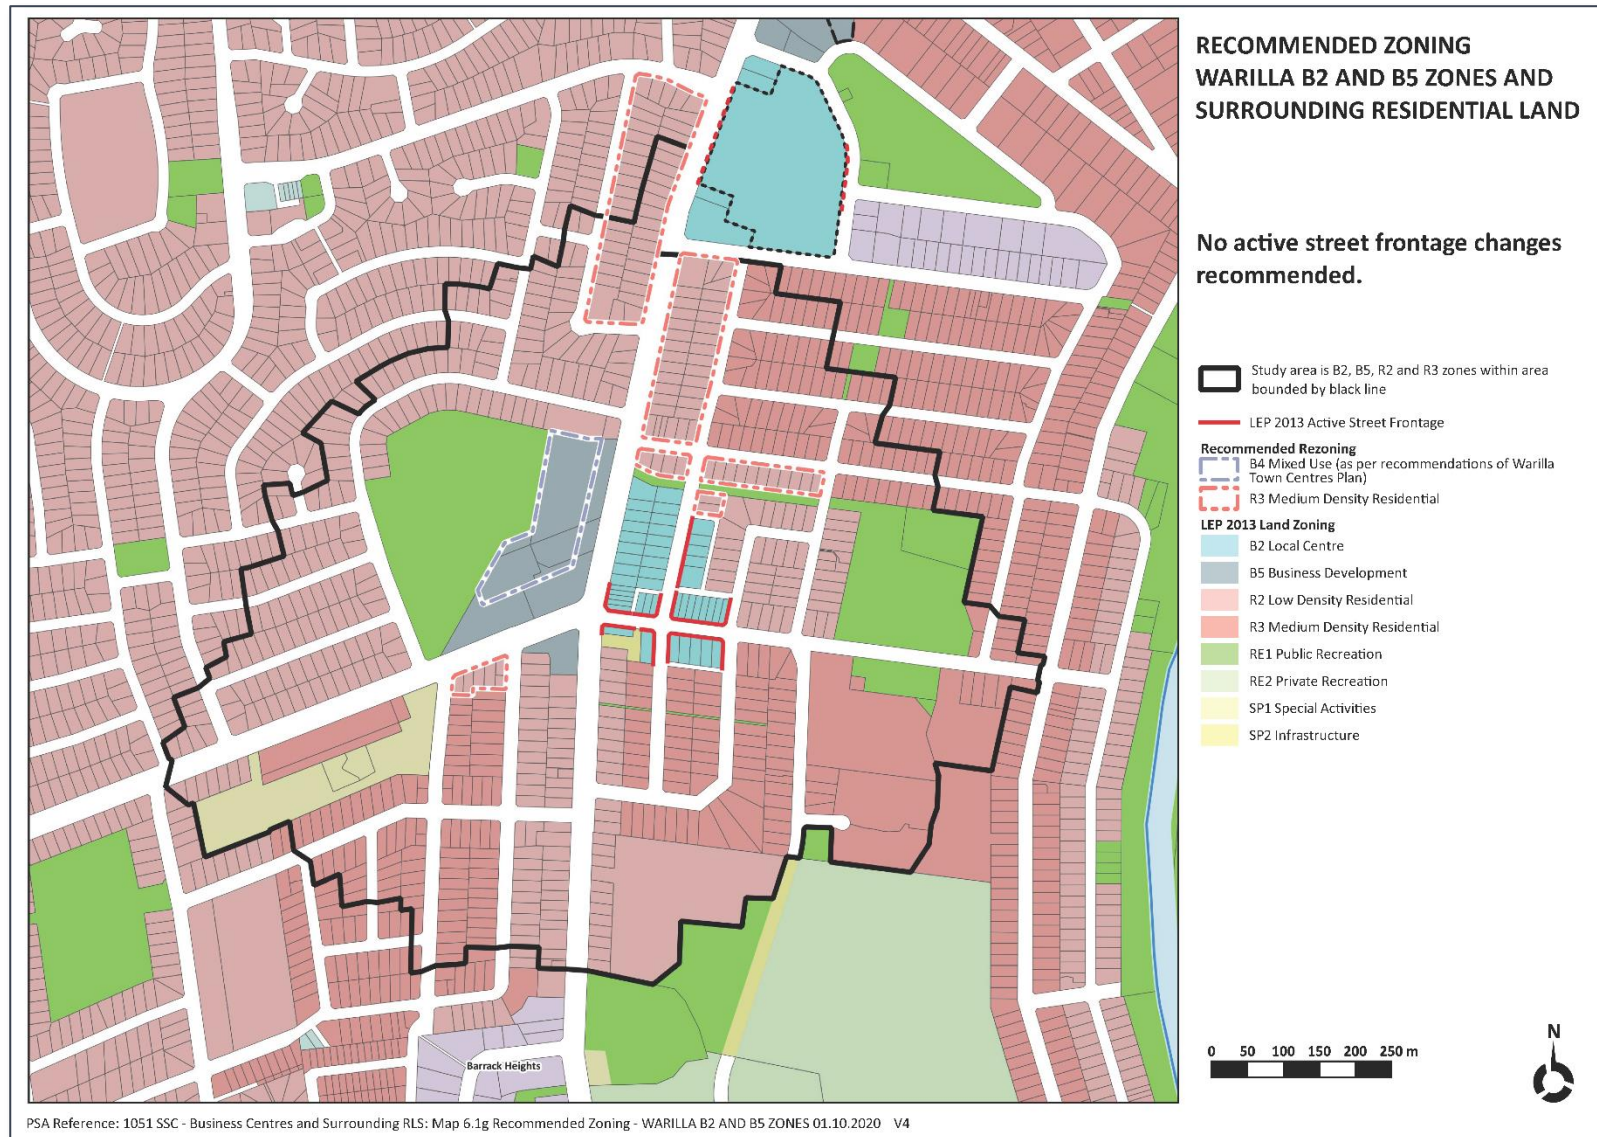 RECOMMENDED ZONING
WARILLA B2 AND B5 ZONES AND
SURROUNDING RESIDENTIAL LAND
No active street frontage changes
recommended.
Study area is B2, B5, R2 and R3 zones within area
bounded by black line
LEP 2013 Active Street Frontage
Recommended Rezoning
B4 Mixed Use (as per recommendations of Warilla
Town Centres Plan)
R3 Medium Density Residential
LEP 2013 Land Zoning
B2 Local Centre
B5 Business Development
R2 Low Density Residential
R3 Medium Density Residential
RE1 Public Recreation
RE2 Private Recreation
SP1 Special Activities
SP2 Infrastructure
N
0 50 100 150 200 250 m
Barrack Heights
PSA Reference: 1051 SSC - Business Centres and Surrounding RLS: Map 6.1g Recommended Zoning - WARILLA B2 AND B5 ZONES 01.10.2020 V4